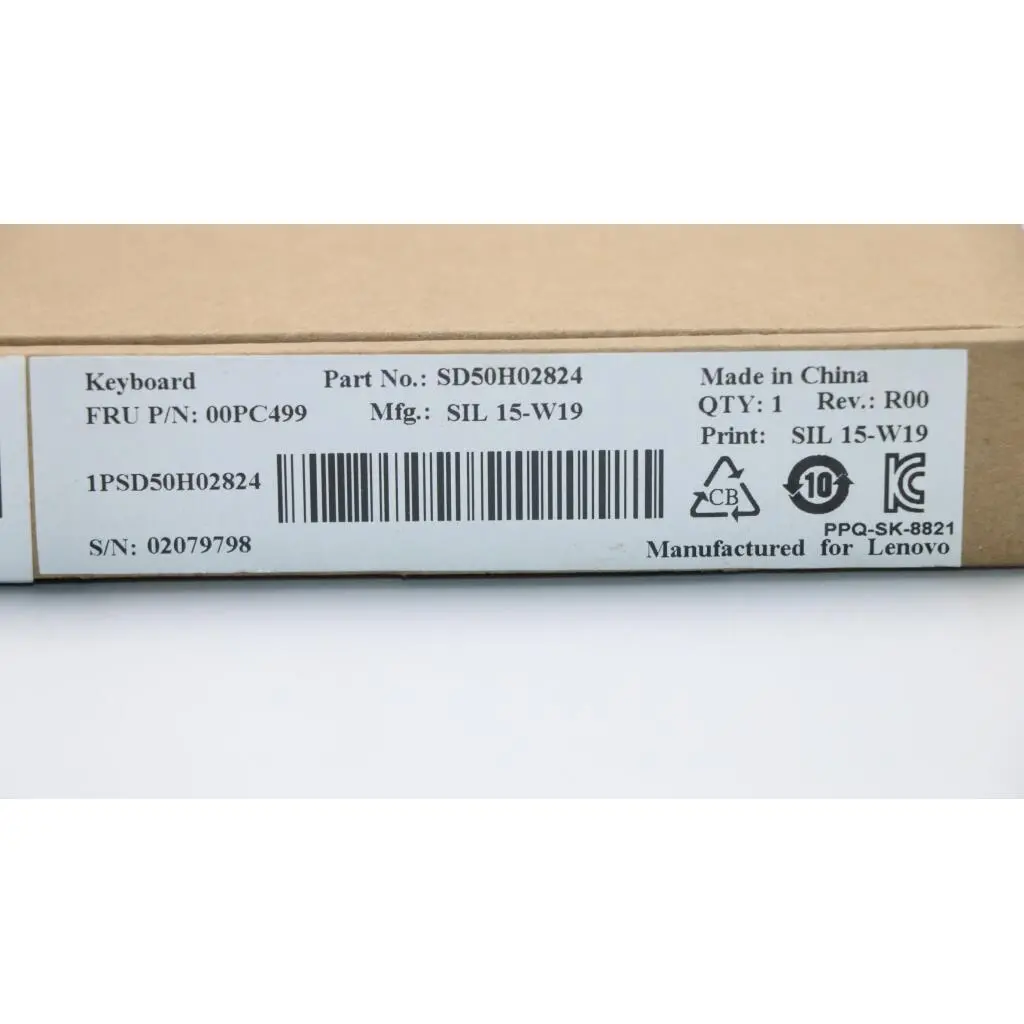 Keyboard Part No.: SD50H02824 Made in China
FRU P/N: 00PC499 Mfg.: SIL 15-W19 QTY: 1 Rev.: R00
Print: SIL 15-W19
1PSD50H02824 CB 10 KC
PPQ-SK-8821
S/N: 02079798 Manufactured for Lenovo